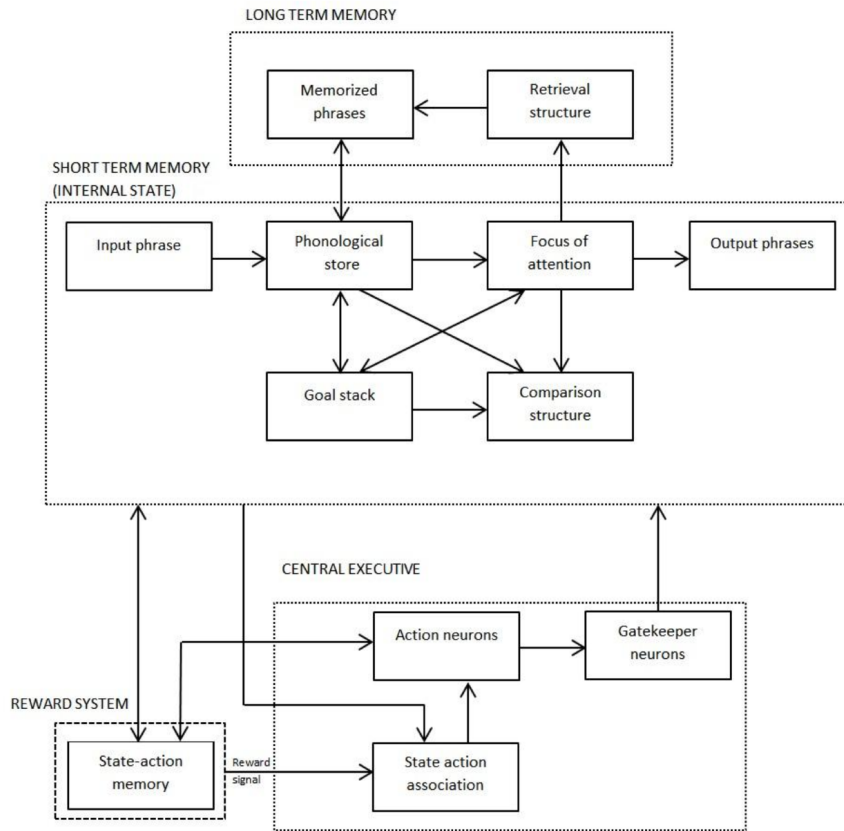 LONG TERM MEMORY
Memorized
phrases
Retrieval
structure
SHORT TERM MEMORY
(INTERNAL STATE)
Input phrase
Phonological
store
Focus of
attention
Output phrases
Goal stack
Comparison
structure
CENTRAL EXECUTIVE
Action neurons
Gatekeeper
neurons
REWARD SYSTEM
State-action
memory
Reward
signal
State action
association